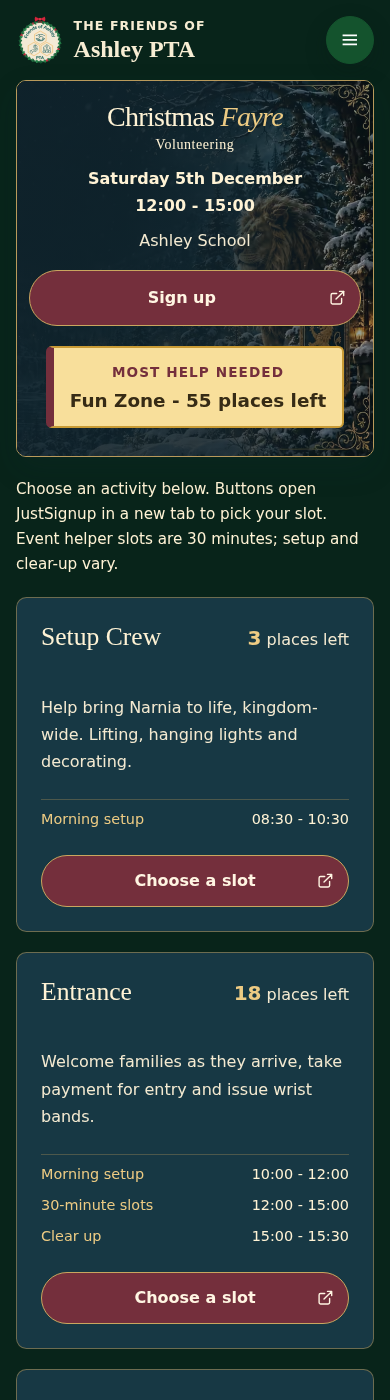 THE FRIENDS OF
Ashley PTA
Christmas Fayre
Volunteering
Saturday 5th December
12:00 - 15:00
Ashley School
Sign up
MOST HELP NEEDED
Fun Zone - 55 places left
Choose an activity below. Buttons open
JustSignup in a new tab to pick your slot.
Event helper slots are 30 minutes; setup and
clear-up vary.
Setup Crew
3 places left
Help bring Narnia to life, kingdom-
wide. Lifting, hanging lights and
decorating.
Morning setup
08:30 - 10:30
Choose a slot
Entrance
18 places left
Welcome families as they arrive, take
payment for entry and issue wrist
bands.
Morning setup
10:00 - 12:00
30-minute slots
12:00 - 15:00
Clear up
15:00 - 15:30
Choose a slot